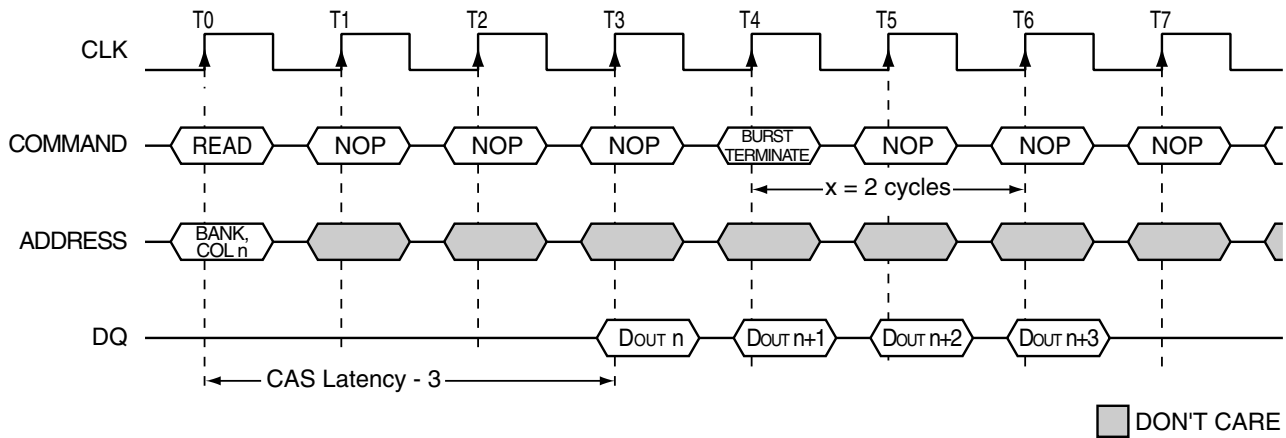 T0 T1 T2 T3 T4 T5 T6 T7
CLK
COMMAND READ NOP NOP NOP BURST TERMINATE NOP NOP NOP
x = 2 cycles
ADDRESS BANK, COL n
DQ DOUT n DOUT n+1 DOUT n+2 DOUT n+3
CAS Latency - 3
DON'T CARE